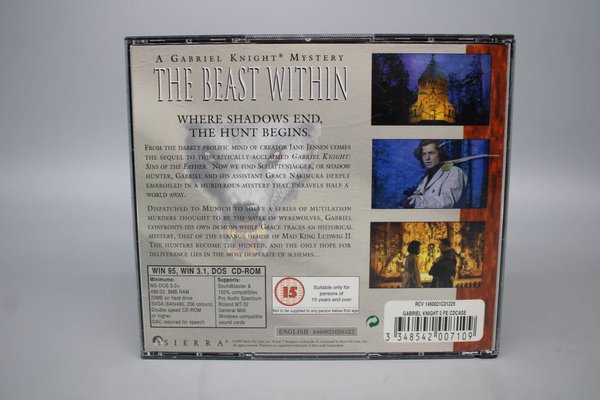 A GABRIEL KNIGHT® MYSTERY
THE BEAST WITHIN
WHERE SHADOWS END,
THE HUNT BEGINS.
FROM THE DARKLY-PROLIFIC MIND OF CREATOR JANE JENSEN COMES
THE SEQUEL TO THE CRITICALLY-ACCLAIMED GABRIEL KNIGHT:
SINS OF THE FATHER. NOW WE FIND SCHATTENJAGER, OR SHADOW
HUNTER, GABRIEL AND HIS ASSISTANT GRACE NAKIMURA DEEPLY
EMBROILED IN A MURDEROUS MYSTERY THAT UNRAVELS HALF A
WORLD AWAY.
DISPATCHED TO MUNICH TO SOLVE A SERIES OF MUTILATION
MURDERS THOUGHT TO BE THE WORK OF WEREWOLVES, GABRIEL
CONFRONTS HIS OWN DEMONS WHILE GRACE TRACES AN HISTORICAL
MYSTERY, THAT OF THE STRANGE DEMISE OF MAD KING LUDWIG II.
THE HUNTERS BECOME THE HUNTED, AND THE ONLY HOPE FOR
DELIVERANCE LIES IN THE MOST DESPERATE OF SCHEMES...
WIN 95, WIN 3.1, DOS CD-ROM
Minimums:
MS-DOS 5.0+
486/33, 8MB RAM
20MB on hard drive
SVGA (640x480, 256 colours)
Double speed CD-ROM
or higher
DAC required for speech
Supports:
Soundblaster &
100% compatibles
Pro Audio Spectrum
Roland MT-32
General Midi
Windows compatible
sound cards
15
Suitable only for
persons of
15 years and over
Not to be supplied to any person below that age
ENGLISH S4600210Z61Z2
SIERRA®
RCY 1460021C01229
GABRIEL KNIGHT 2 FE CDCASE
3 348542 007109